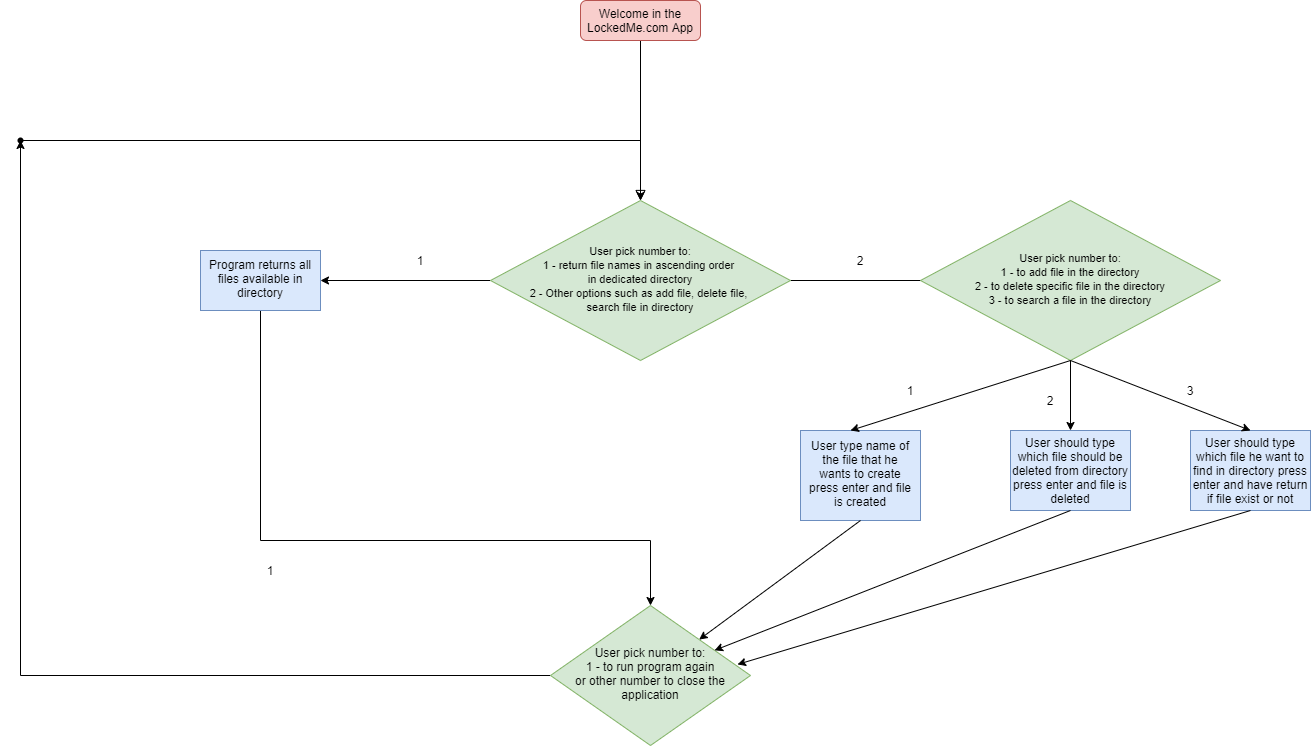 Welcome in the
LockedMe.com App
User pick number to:
1 - return file names in ascending order
in dedicated directory
2 - Other options such as add file, delete file,
search file in directory
1
2
Program returns all
files available in
directory
User pick number to:
1 - to add file in the directory
2 - to delete specific file in the directory
3 - to search a file in the directory
1
2
3
User type name of
the file that he
wants to create
press enter and file
is created
User should type
which file should be
deleted from directory
press enter and file is
deleted
User should type
which file he want to
find in directory press
enter and have return
if file exist or not
1
User pick number to:
1 - to run program again
or other number to close the
application